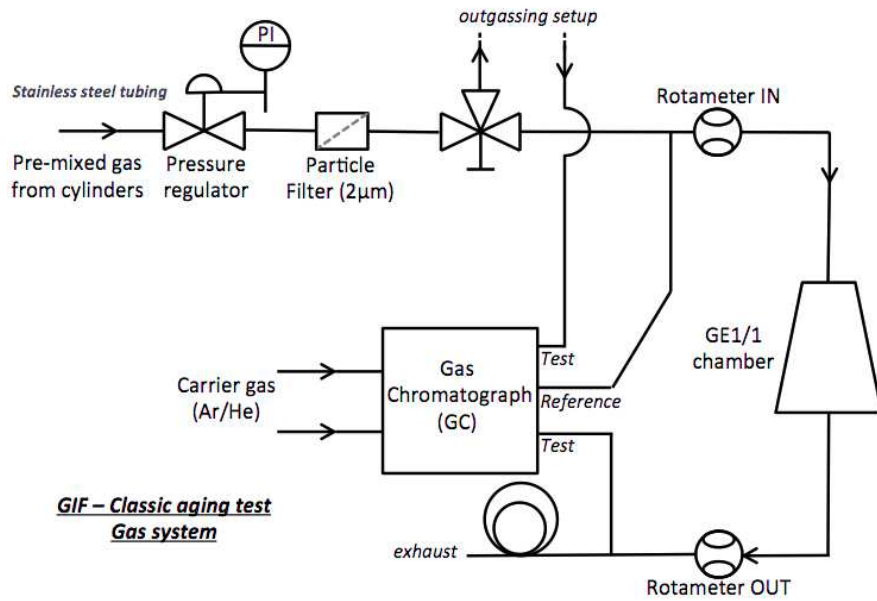 outgassing setup
PI
Stainless steel tubing
Rotameter IN
Pre-mixed gas
from cylinders
Pressure
regulator
Particle
Filter (2μm)
GE1/1
chamber
Test
Gas
Chromatograph
(GC)
Carrier gas
(Ar/He)
Reference
Test
GIF – Classic aging test
Gas system
exhaust
Rotameter OUT